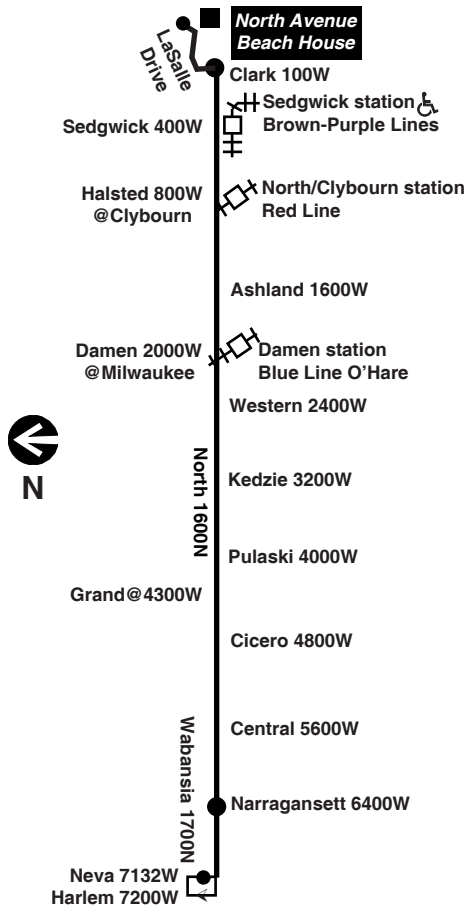 North Avenue
Beach House
LaSalle
Drive
Clark 100W
Sedgwick station
Brown-Purple Lines
Sedgwick 400W
Halsted 800W
@Clybourn
North/Clybourn station
Red Line
Ashland 1600W
Damen 2000W
@Milwaukee
Damen station
Blue Line O’Hare
Western 2400W
N
North 1600N
Kedzie 3200W
Pulaski 4000W
Grand@4300W
Cicero 4800W
Central 5600W
Wabansia 1700N
Narragansett 6400W
Neva 7132W
Harlem 7200W